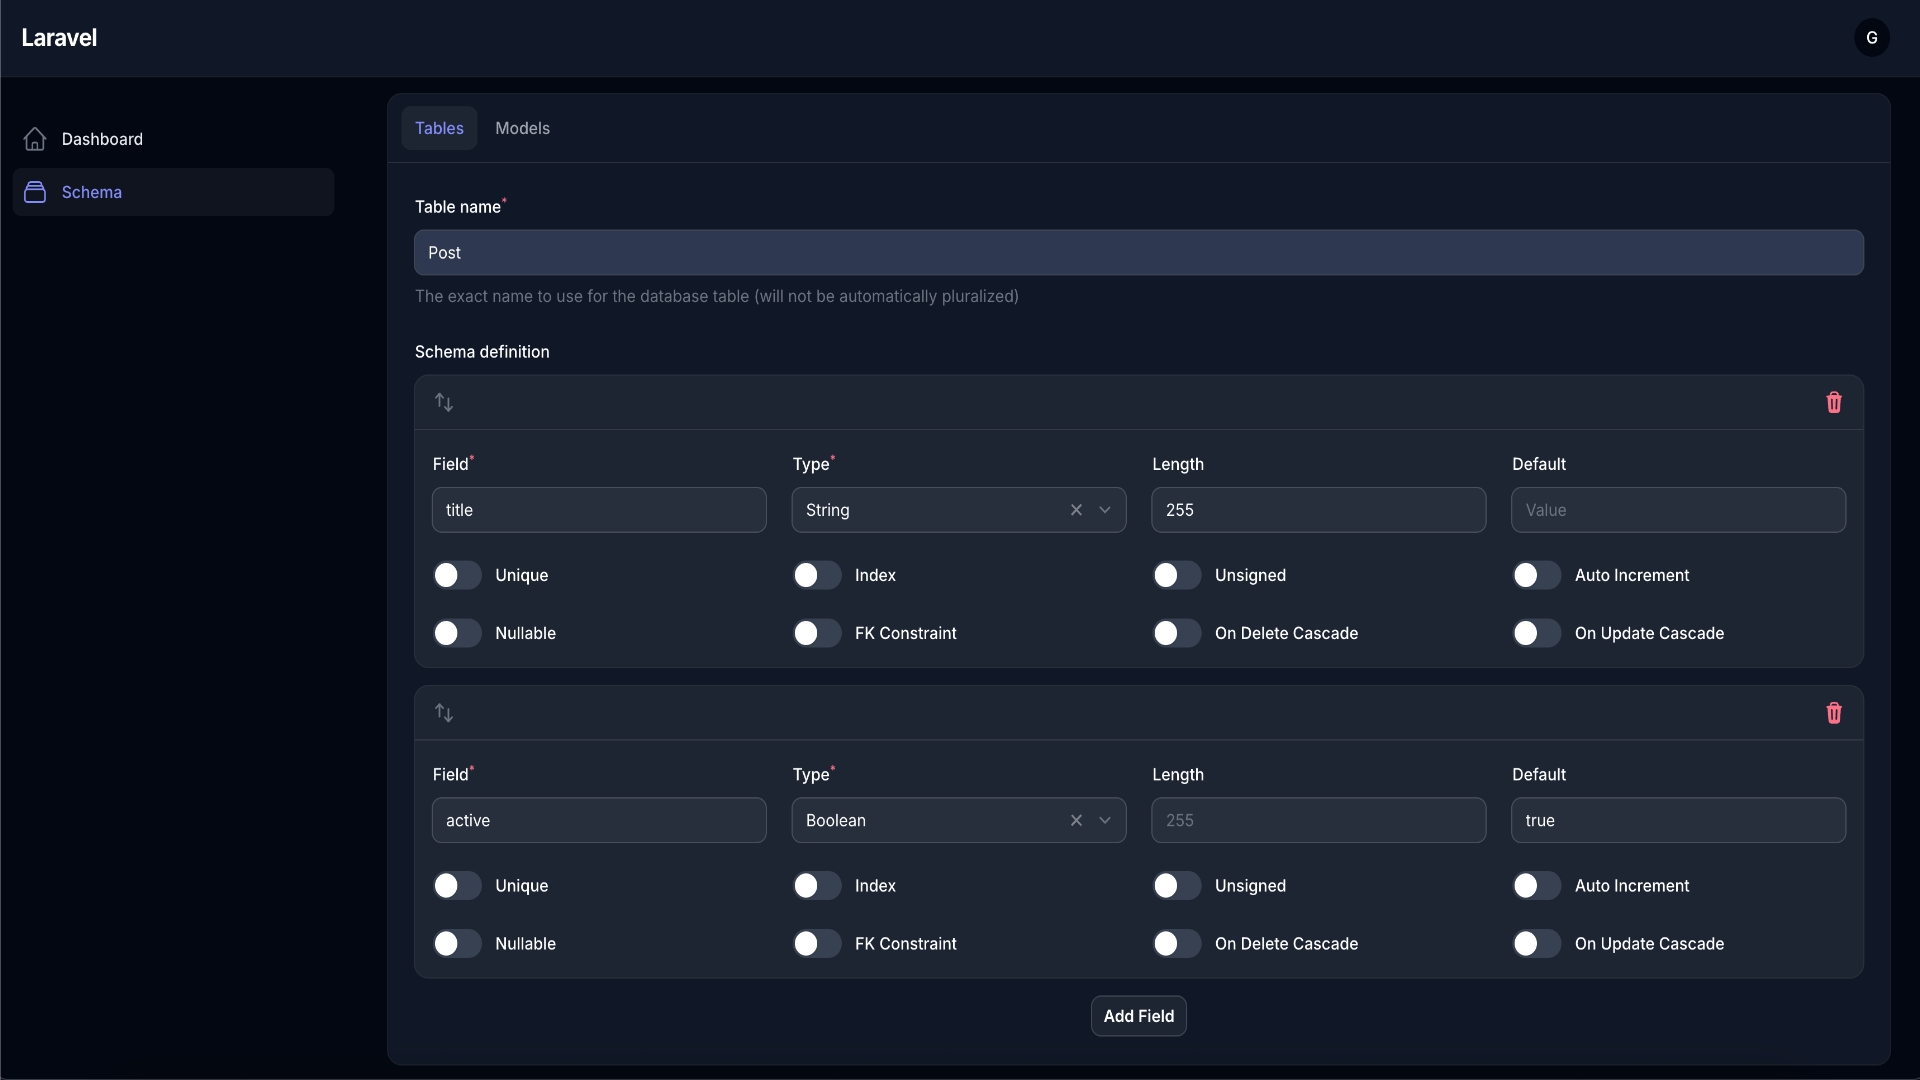 Laravel
G
Dashboard
Schema
Tables Models
Table name*
Post
The exact name to use for the database table (will not be automatically pluralized)
Schema definition
Field* Type* Length Default
title String 255 Value
Unique Index Unsigned Auto Increment
Nullable FK Constraint On Delete Cascade On Update Cascade
Field* Type* Length Default
active Boolean 255 true
Unique Index Unsigned Auto Increment
Nullable FK Constraint On Delete Cascade On Update Cascade
Add Field